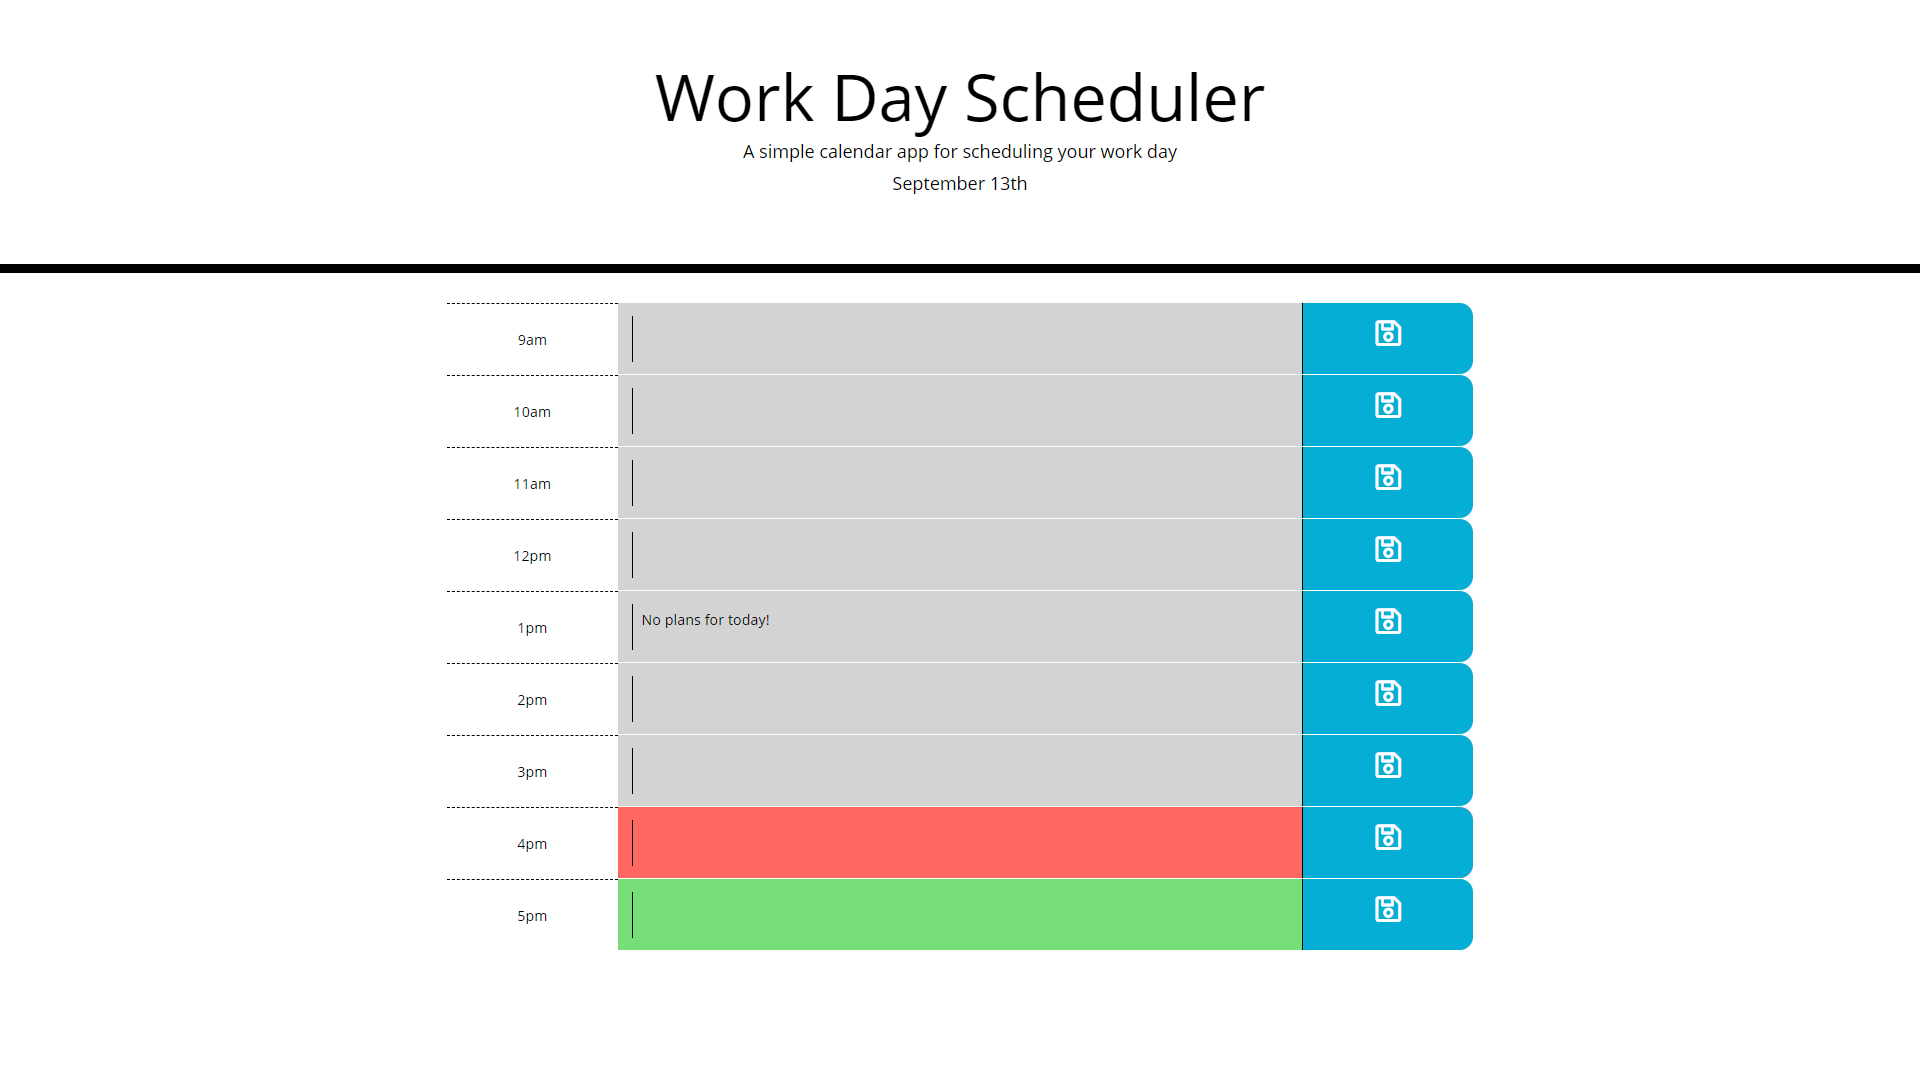 Work Day Scheduler
A simple calendar app for scheduling your work day
September 13th
9am
10am
11am
12pm
1pm
No plans for today!
2pm
3pm
4pm
5pm